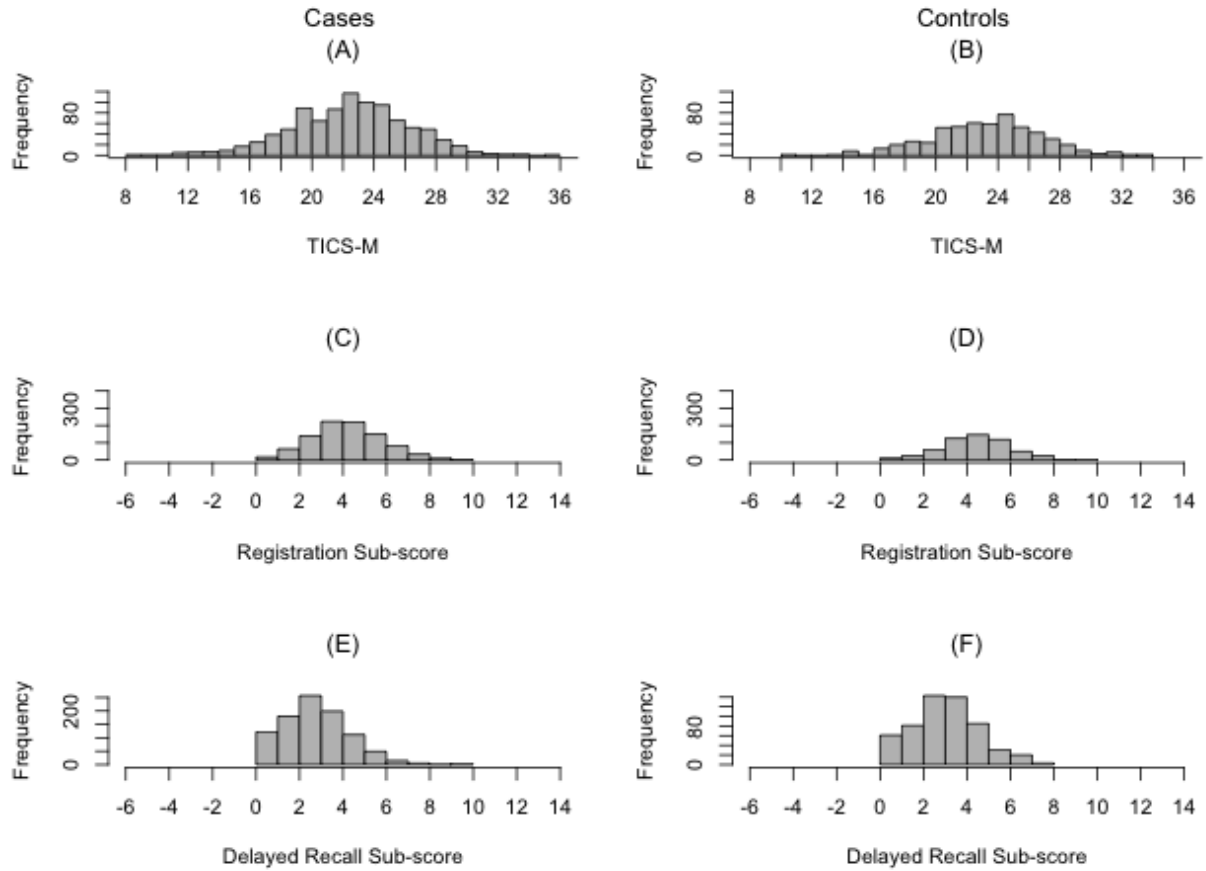 Cases
Controls
(A)
(B)
Frequency
0 80
8 12 16 20 24 28 32 36
TICS-M
Frequency
0 80
8 12 16 20 24 28 32 36
TICS-M
(C)
(D)
Frequency
0 300
-6 -4 -2 0 2 4 6 8 10 12 14
Registration Sub-score
Frequency
0 300
-6 -4 -2 0 2 4 6 8 10 12 14
Registration Sub-score
(E)
(F)
Frequency
0 200
-6 -4 -2 0 2 4 6 8 10 12 14
Delayed Recall Sub-score
Frequency
0 80
-6 -4 -2 0 2 4 6 8 10 12 14
Delayed Recall Sub-score